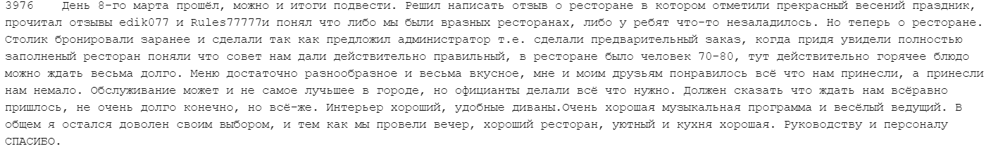 3976    День 8-го марта прошёл, можно и итоги подвести. Решил написать отзыв о ресторане в котором отметили прекрасный весений праздник,
прочитал отзывы edik077 и Rules77777и понял что либо мы были вразных ресторанах, либо у ребят что-то незаладилось. Но теперь о ресторане.
Столик бронировали заранее и сделали так как предложил администратор т.е. сделали предварительный заказ, когда придя увидели полностью
заполненый ресторан поняли что совет нам дали действительно правильный, в ресторане было человек 70-80, тут действительно горячее блюдо
можно ждать весьма долго. Меню достаточно разнообразное и весьма вкусное, мне и моим друзьям понравилось всё что нам принесли, а принесли
нам немало. Обслуживание может и не самое лучьшее в городе, но официанты делали всё что нужно. Должен сказать что ждать нам всёравно
пришлось, не очень долго конечно, но всё-же. Интерьер хороший, удобные диваны.Очень хорошая музыкальная программа и весёлый ведущий. В
общем я остался доволен своим выбором, и тем как мы провели вечер, хороший ресторан, уютный и кухня хорошая. Руководству и персоналу
СПАСИБО.